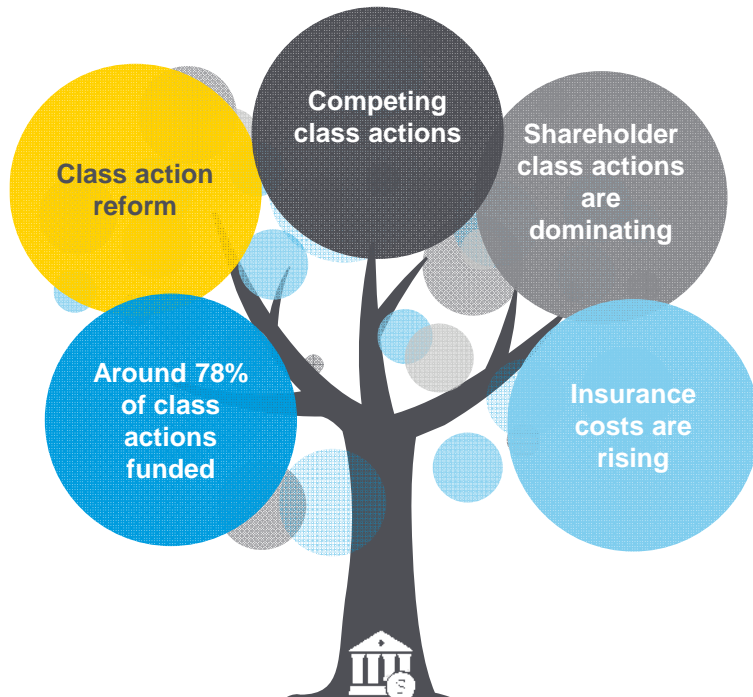 Class action
reform
Competing
class actions
Shareholder
class actions
are
dominating
Around 78%
of class
actions
funded
Insurance
costs are
rising
$